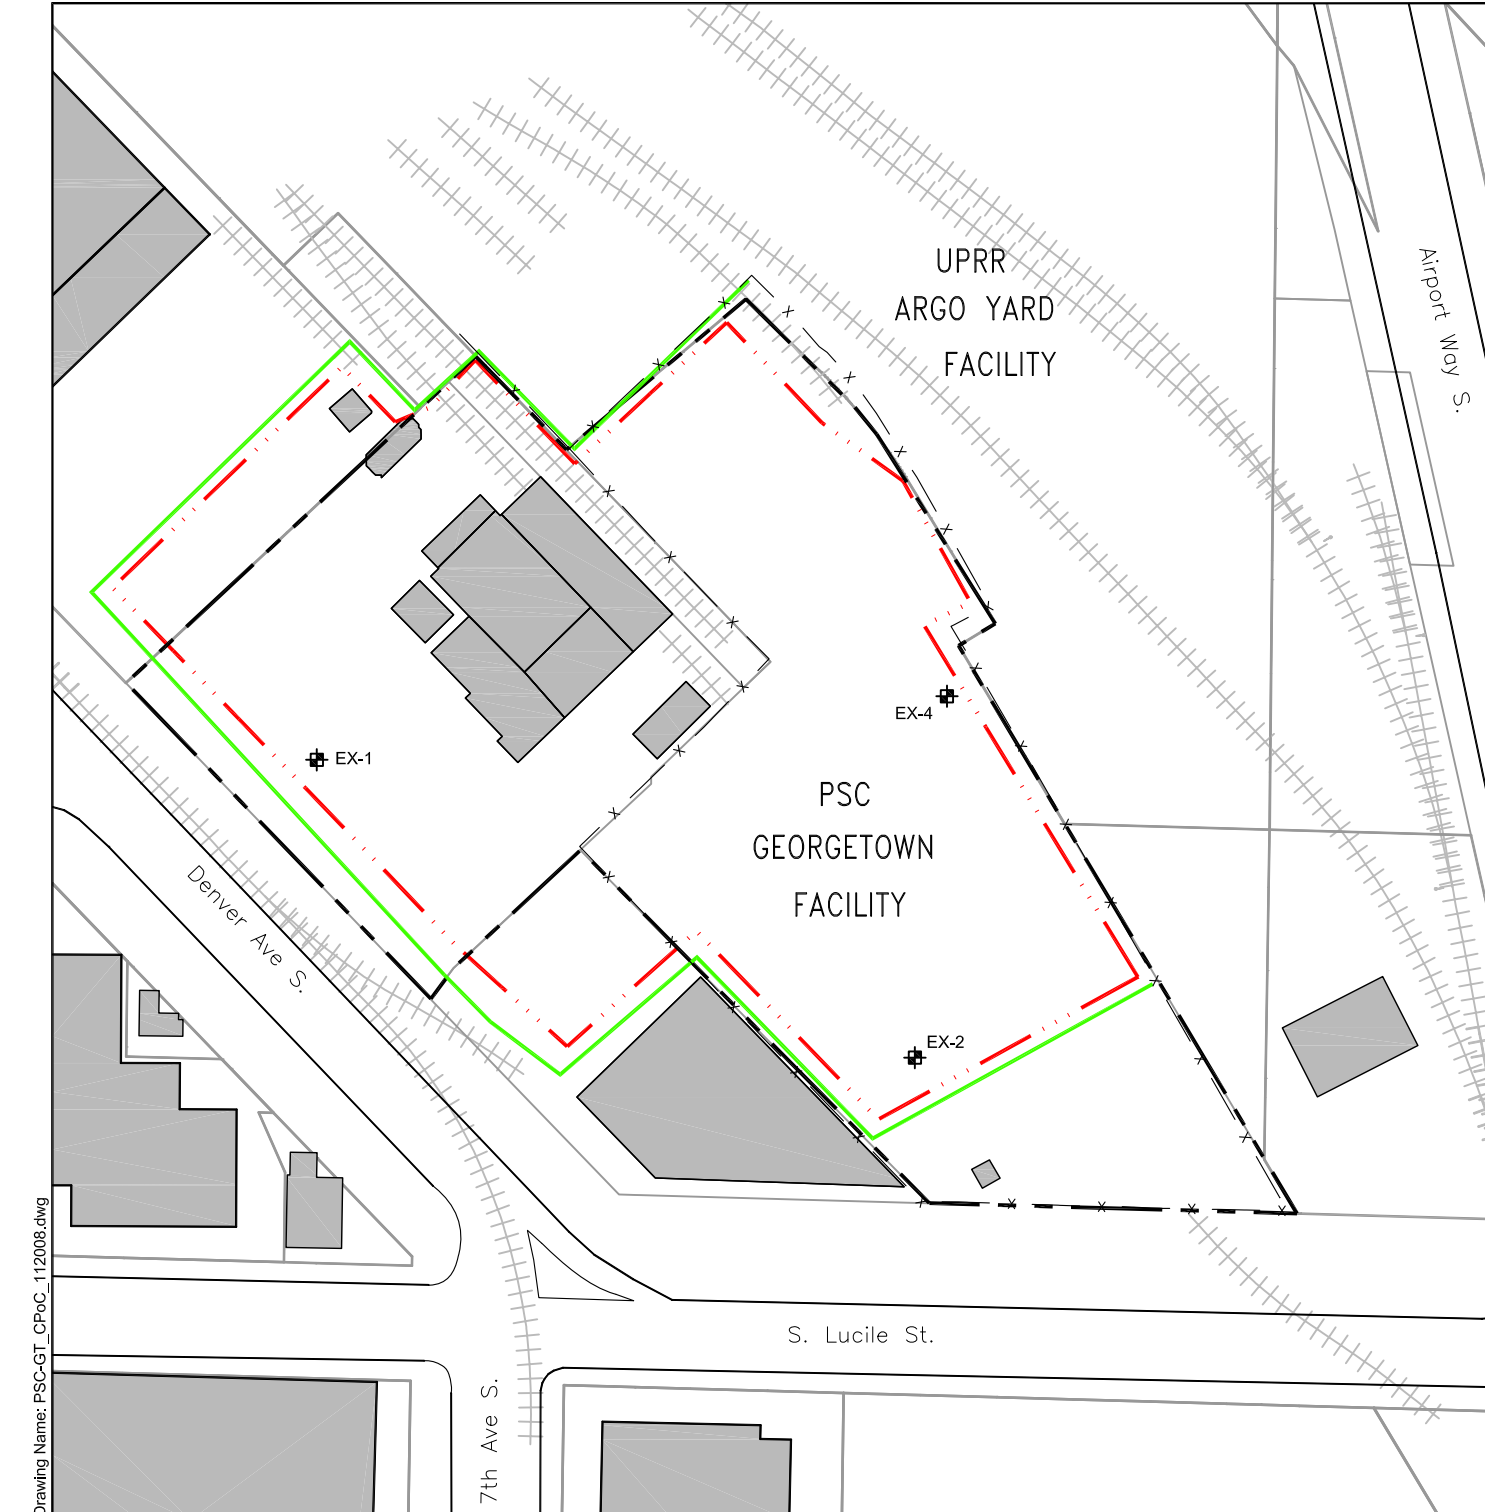 UPRR
ARGO YARD
FACILITY
Airport Way S.
EX-4
EX-1
PSC
GEORGETOWN
FACILITY
Denver Ave S.
EX-2
S. Lucile St.
7th Ave S.
Drawing Name: PSC-GT_CPoC_112008.dwg